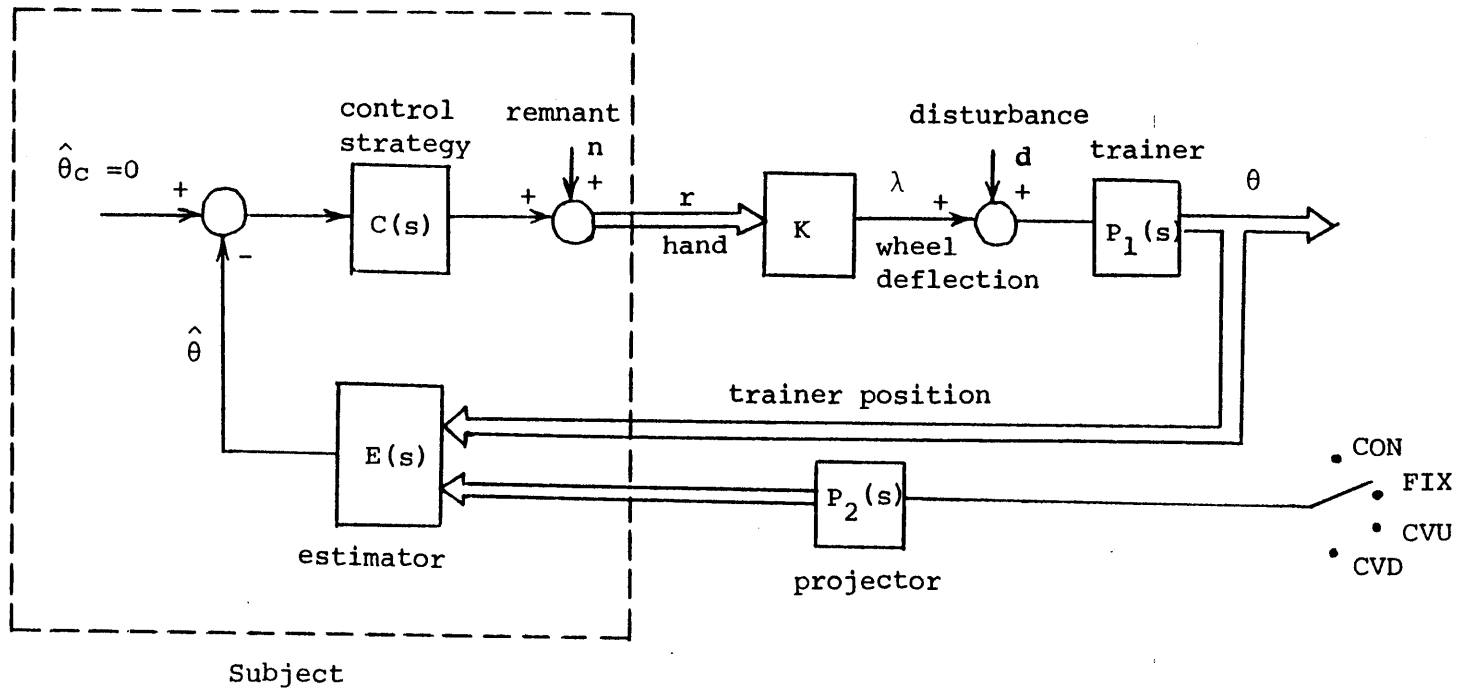 control
strategy
remnant
n
disturbance
d
trainer
θ̂c =0
+
-
C(s)
+
+
r
hand
K
λ
wheel
deflection
+
+
P1(s)
θ
θ̂
trainer position
E(s)
estimator
P2(s)
projector
CON
FIX
CVU
CVD
Subject